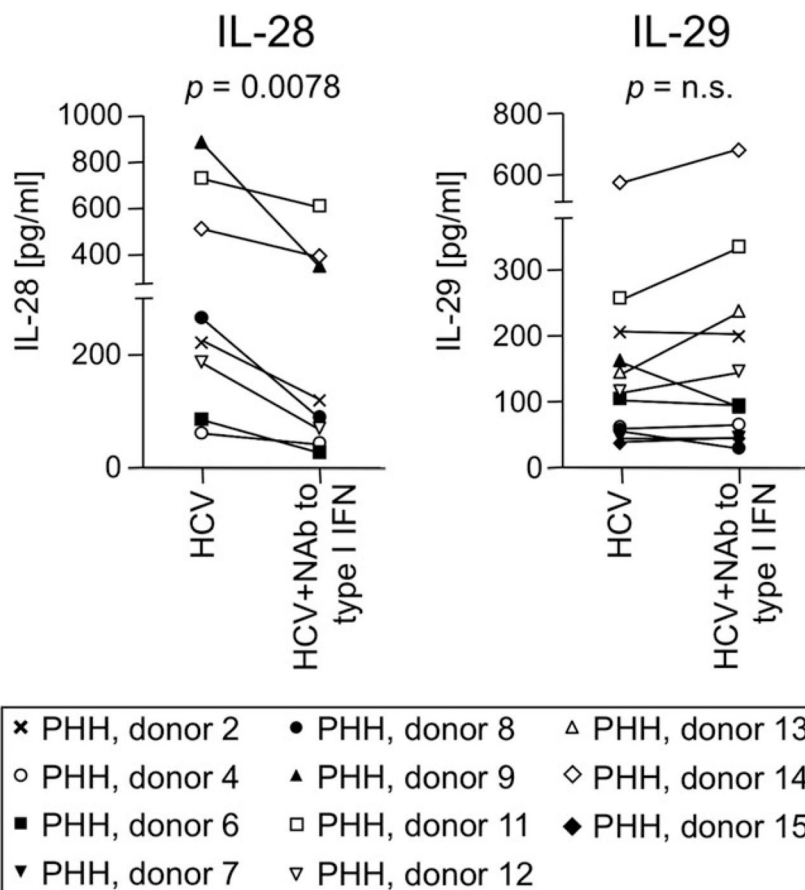 IL-28
p = 0.0078
IL-28 [pg/ml]
1000
800
600
400
200
0
HCV
HCV+NAb to
type I IFN
IL-29
p = n.s.
IL-29 [pg/ml]
800
600
300
200
100
0
HCV
HCV+NAb to
type I IFN
PHH, donor 2
PHH, donor 4
PHH, donor 6
PHH, donor 7
PHH, donor 8
PHH, donor 9
PHH, donor 11
PHH, donor 12
PHH, donor 13
PHH, donor 14
PHH, donor 15